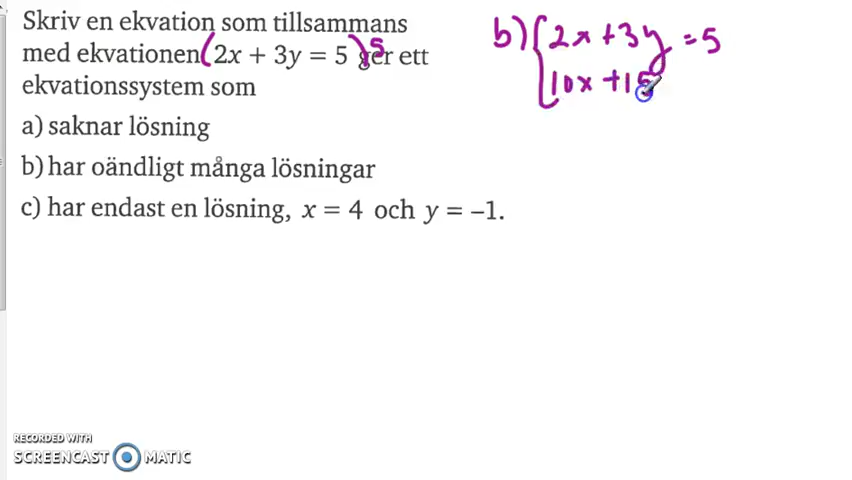 Skriv en ekvation som tillsammans
med ekvationen (2x + 3y = 5)5 ger ett
ekvationssystem som
a) saknar lösning
b) har oändligt många lösningar
c) har endast en lösning, x = 4 och y = –1.
b) { 2x + 3y = 5
10x + 15
RECORDED WITH
SCREENCAST MATIC